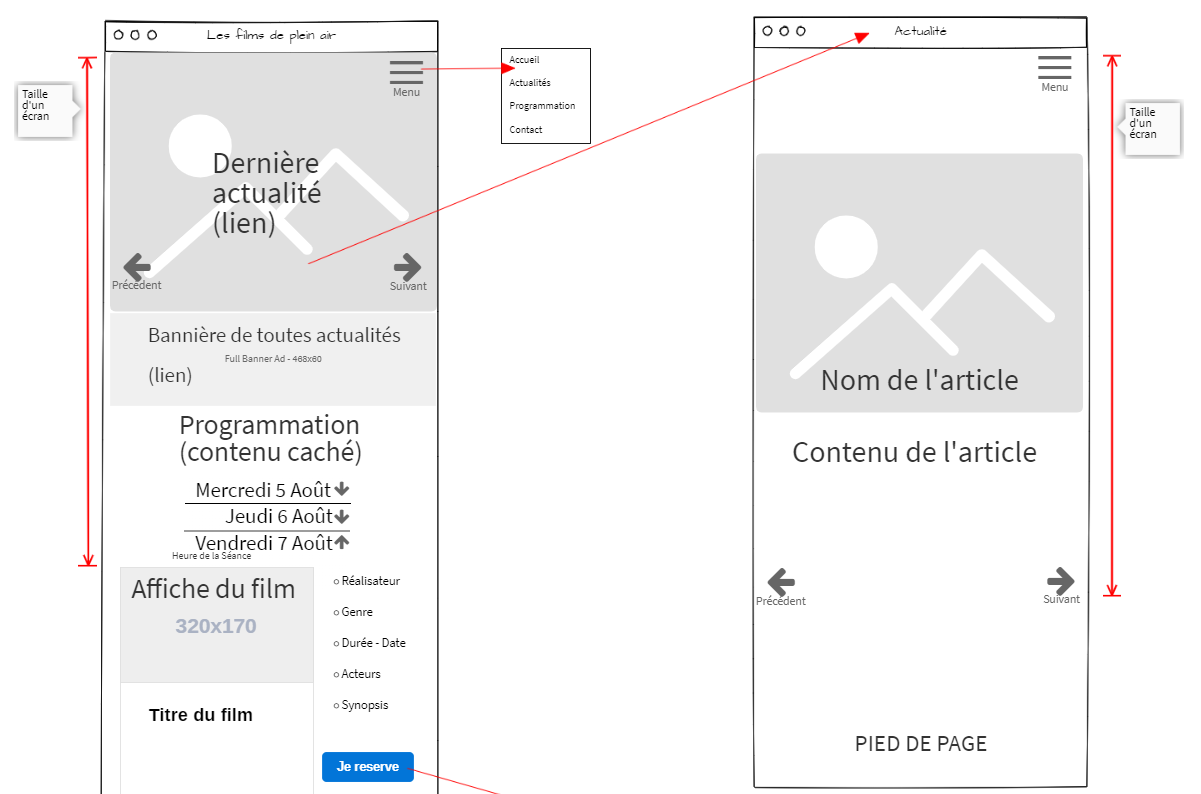 Les films de plein air
Taille
d'un
écran
Menu
Dernière
actualité
(lien)
Précédent
Suivant
Bannière de toutes actualités
Full Banner Ad - 468x60
(lien)
Programmation
(contenu caché)
Mercredi 5 Août
Jeudi 6 Août
Vendredi 7 Août
Heure de la Séance
Affiche du film
320x170
Titre du film
Réalisateur
Genre
Durée - Date
Acteurs
Synopsis
Je reserve
Accueil
Actualités
Programmation
Contact
Actualité
Menu
Taille
d'un
écran
Nom de l'article
Contenu de l'article
Précédent
Suivant
PIED DE PAGE